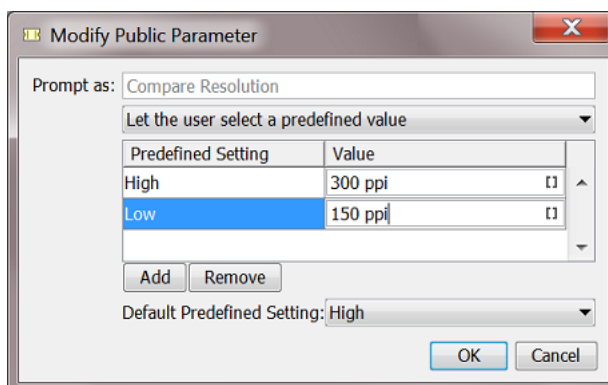 Modify Public Parameter
Prompt as: Compare Resolution
Let the user select a predefined value
Predefined Setting Value
High 300 ppi
Low 150 ppi
Add Remove
Default Predefined Setting: High
OK Cancel